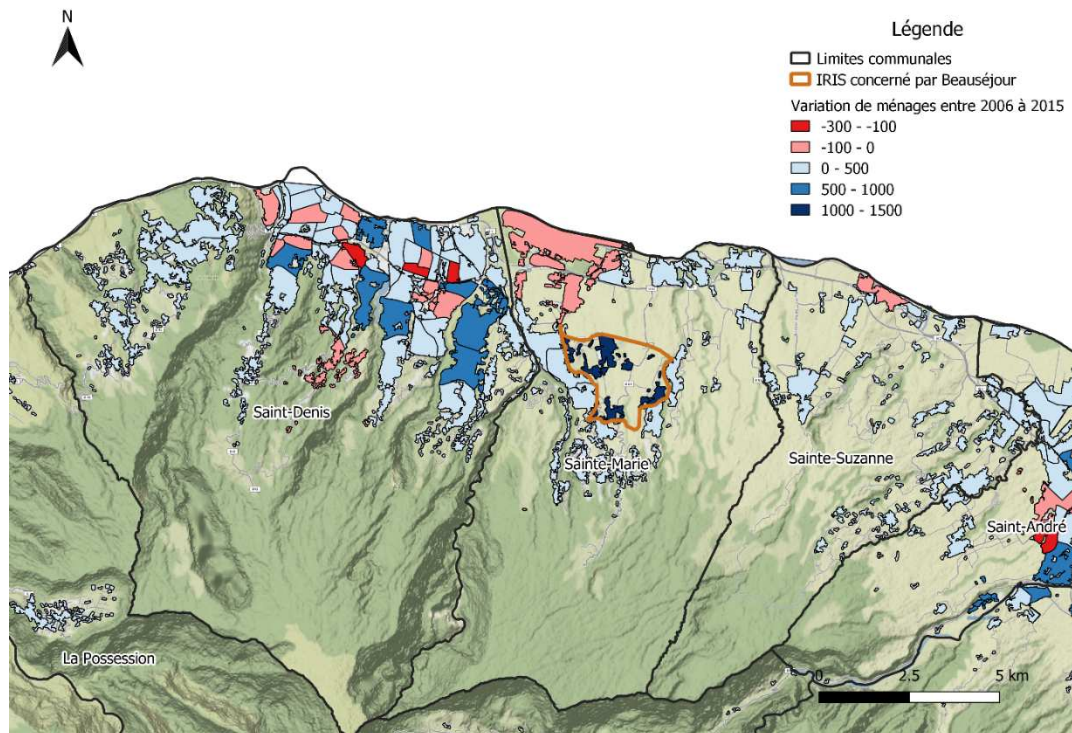 N
Légende
Limites communales
IRIS concerné par Beauséjour
Variation de ménages entre 2006 à 2015
-300 - -100
-100 - 0
0 - 500
500 - 1000
1000 - 1500
Saint-Denis
Sainte-Marie
Sainte-Suzanne
Saint-André
La Possession
0 2.5 5 km